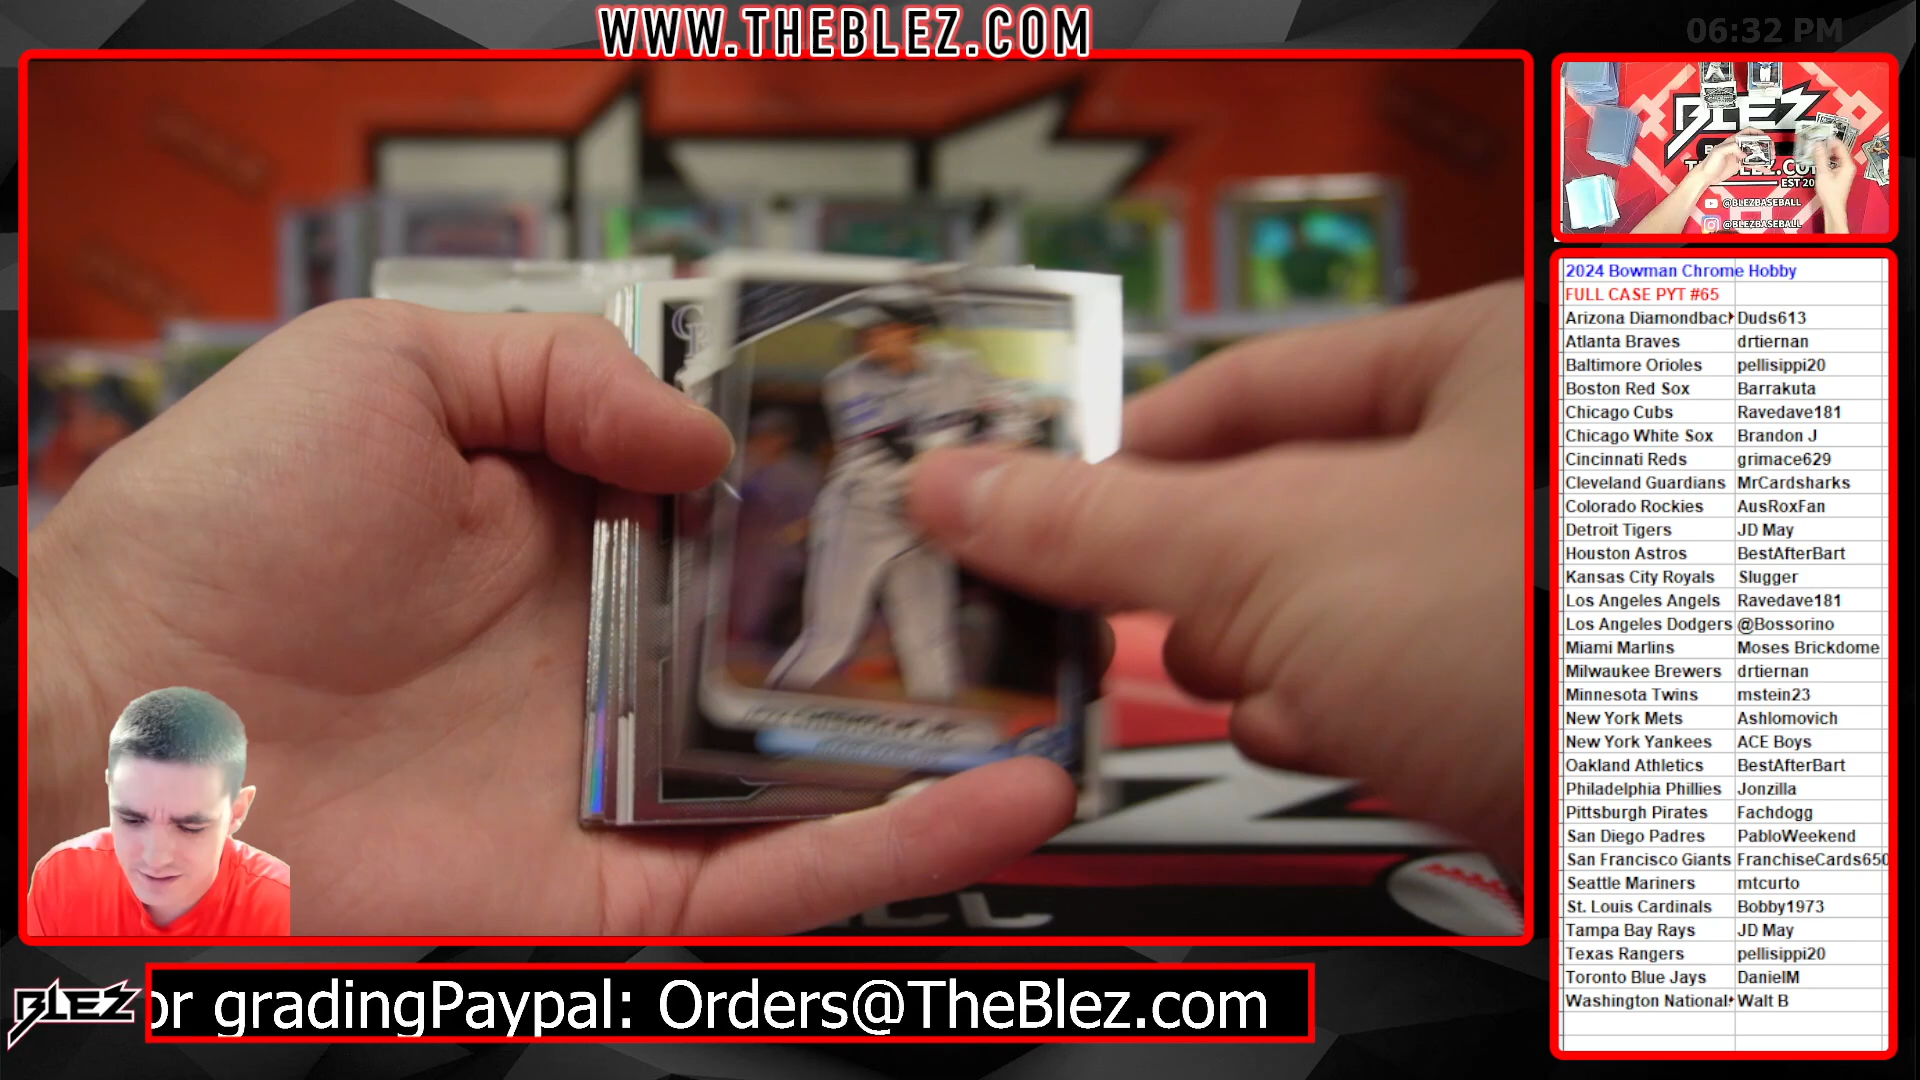 WWW.THEBLEZ.COM
06:32 PM
BLEZ
EST 20
@BLEZBASEBALL
@BLEZBASEBALL
2024 Bowman Chrome Hobby
FULL CASE PYT #65
Arizona Diamondback Duds613
Atlanta Braves drtiernan
Baltimore Orioles pellisippi20
Boston Red Sox Barrakuta
Chicago Cubs Ravedave181
Chicago White Sox Brandon J
Cincinnati Reds grimace629
Cleveland Guardians MrCardsharks
Colorado Rockies AusRoxFan
Detroit Tigers JD May
Houston Astros BestAfterBart
Kansas City Royals Slugger
Los Angeles Angels Ravedave181
Los Angeles Dodgers @Bossorino
Miami Marlins Moses Brickdome
Milwaukee Brewers drtiernan
Minnesota Twins mstein23
New York Mets Ashlomovich
New York Yankees ACE Boys
Oakland Athletics BestAfterBart
Philadelphia Phillies Jonzilla
Pittsburgh Pirates Fachdogg
San Diego Padres PabloWeekend
San Francisco Giants FranchiseCards650
Seattle Mariners mtcurto
St. Louis Cardinals Bobby1973
Tampa Bay Rays JD May
Texas Rangers pellisippi20
Toronto Blue Jays DanielM
Washington National Walt B
BLEZ
or gradingPaypal: Orders@TheBlez.com